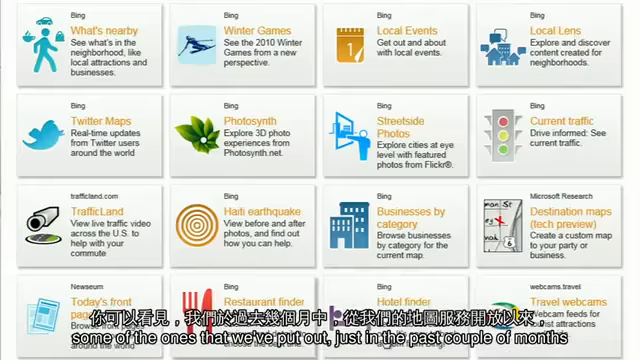 Bing
What's nearby
See what's in the
neighborhood, like
local attractions and
businesses.
Bing
Winter Games
See the 2010 Winter
Games from a new
perspective.
Bing
Local Events
Get out and about
with local events.
Bing
Local Lens
Explore and discover
content created for
neighborhoods.
Bing
Twitter Maps
Real-time updates
from Twitter users
around the world
Bing
Photosynth
Explore 3D photo
experiences from
Photosynth.net.
Bing
Streetside
Photos
Explore cities at eye
level with featured
photos from Flickr®.
Bing
Current traffic
Drive informed: See
current traffic.
trafficland.com
TrafficLand
View live traffic video
across the U.S. to
help with your
commute
Bing
Haiti earthquake
View before and after
photos, and find out
how you can help.
Bing
Businesses by
category
Browse businesses
by category for the
current map.
Microsoft Research
Destination maps
(tech preview)
Create a custom map
to your party or
business.
Newseum
Today's front
Bing
Restaurant finder
Bing
Hotel finder
webcams.travel
Travel webcams
Webcam feeds for
你可以看見，我們於過去幾個月中，從我們的地圖服務開放以來，
some of the ones that we've put out, just in the past couple of months
around the world